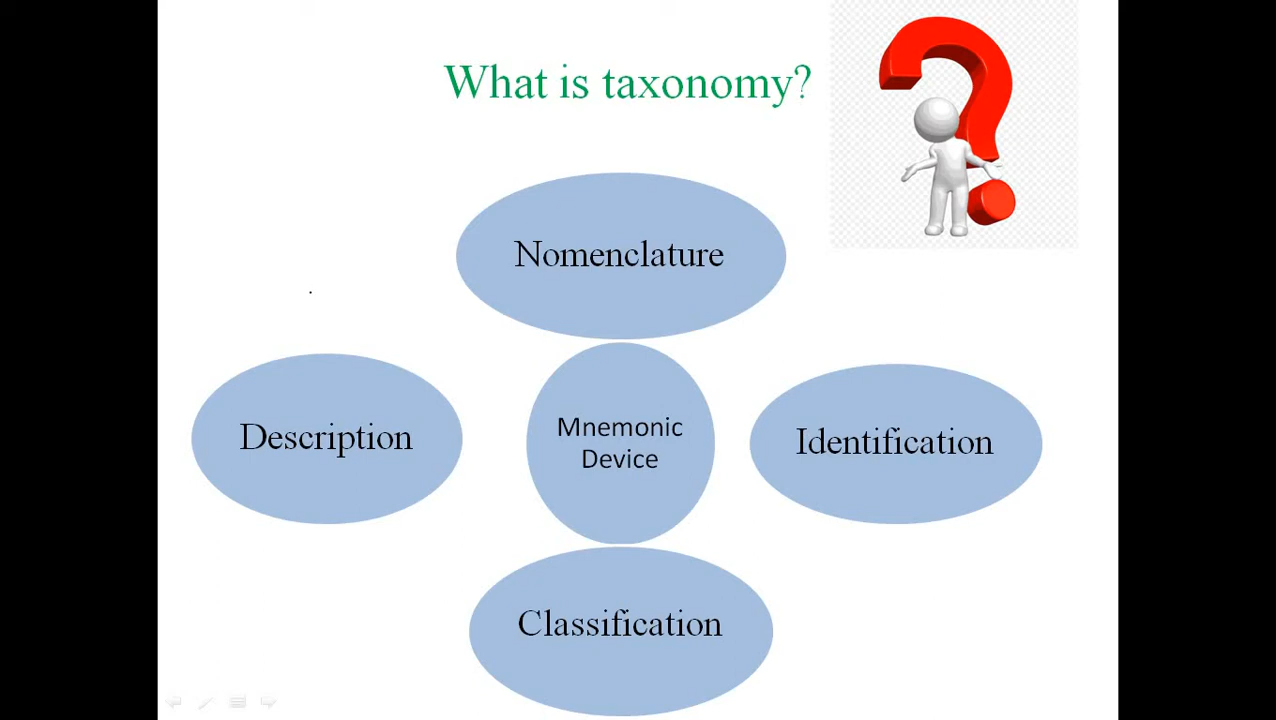 What is taxonomy?
Nomenclature
Description
Mnemonic
Device
Identification
Classification